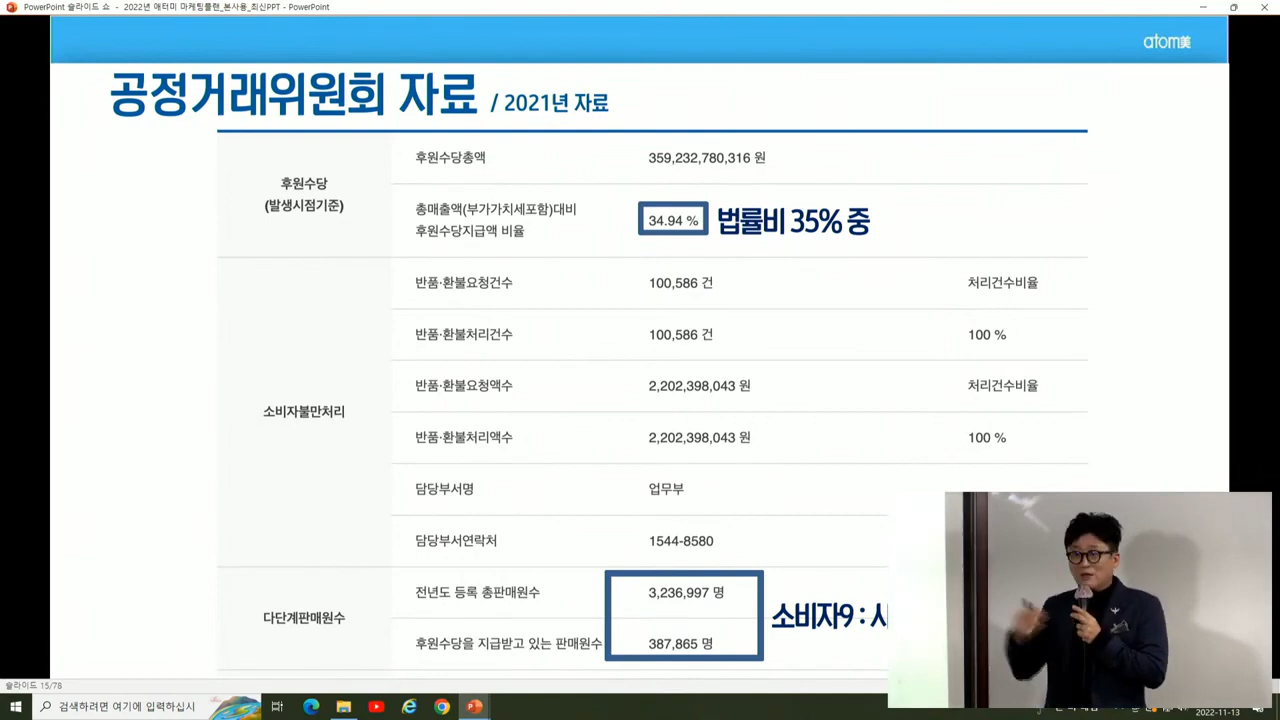 PowerPoint 슬라이드 쇼 - 2022년 애터미 마케팅플랜_본사용_최신PPT - PowerPoint
atom美
공정거래위원회 자료 / 2021년 자료
후원수당
(발생시점기준)
후원수당총액 359,232,780,316 원
총매출액(부가가치세포함)대비
후원수당지급액 비율
34.94 % 법률비 35% 중
소비자불만처리
반품·환불요청건수 100,586 건 처리건수비율
반품·환불처리건수 100,586 건 100 %
반품·환불요청액수 2,202,398,043 원 처리건수비율
반품·환불처리액수 2,202,398,043 원 100 %
담당부서명 업무부
담당부서연락처 1544-8580
다단계판매원수
전년도 등록 총판매원수 3,236,997 명
후원수당을 지급받고 있는 판매원수 387,865 명
소비자9 : 사
슬라이드 15/78
검색하려면 여기에 입력하십시
2022-11-13